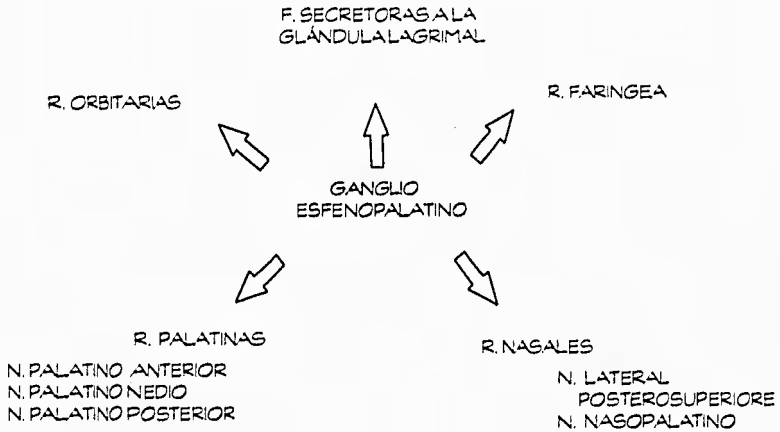 F. SECRETORAS A LA
GLÁNDULA LAGRIMAL
R. ORBITARIAS
R. FARINGEA
GANGLIO
ESFENOPALATINO
R. PALATINAS
N. PALATINO ANTERIOR
N. PALATINO NEDIO
N. PALATINO POSTERIOR
R. NASALES
N. LATERAL
POSTEROSUPERIORE
N. NASOPALATINO